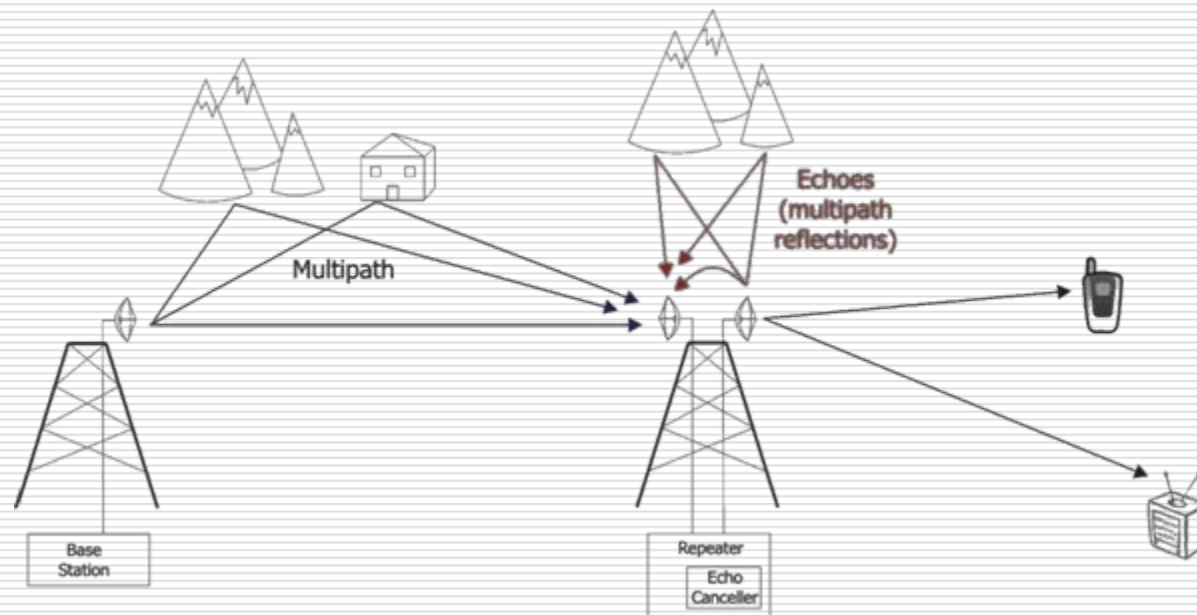 Echoes
(multipath
reflections)
Multipath
Base
Station
Repeater
Echo
Canceller